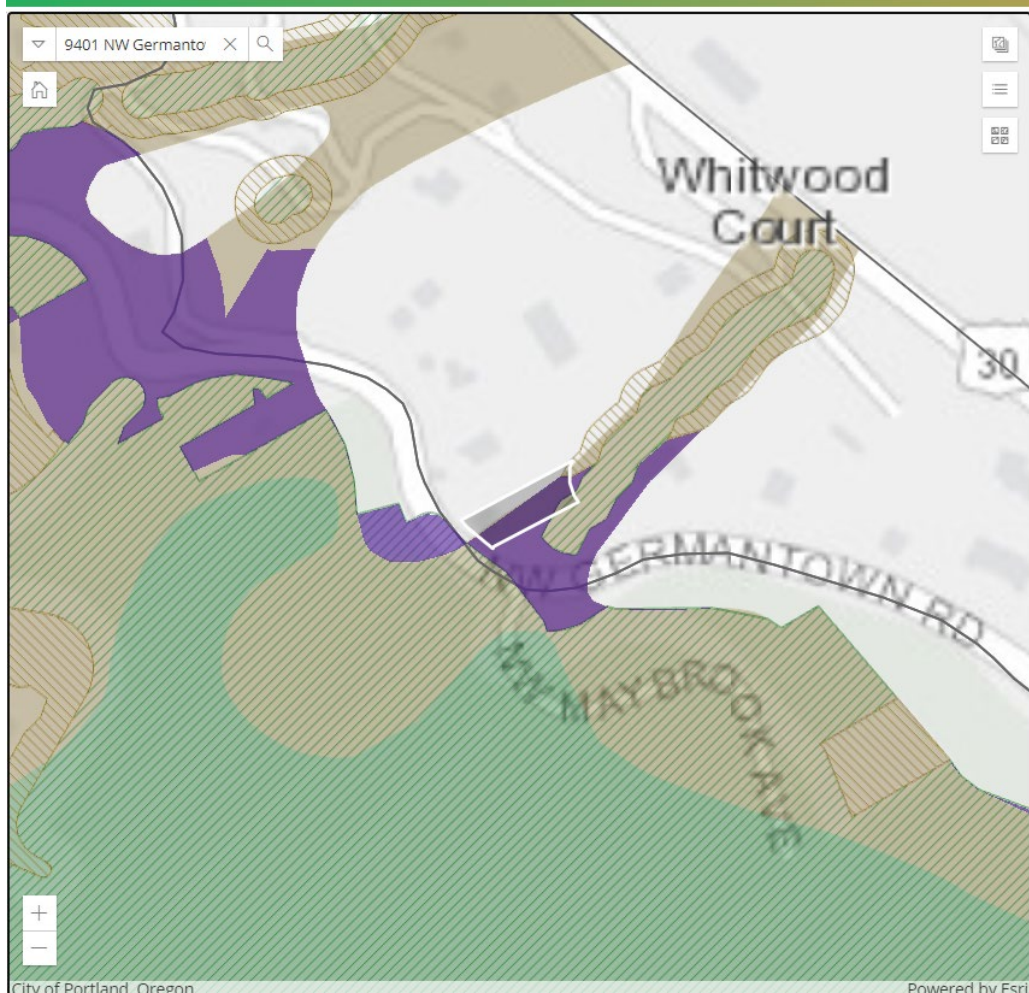 9401 NW Germanto
Whitwood
Court
30
NW GERMANTOWN RD
NW MAYBROOK AVE
City of Portland, Oregon
Powered by Esri